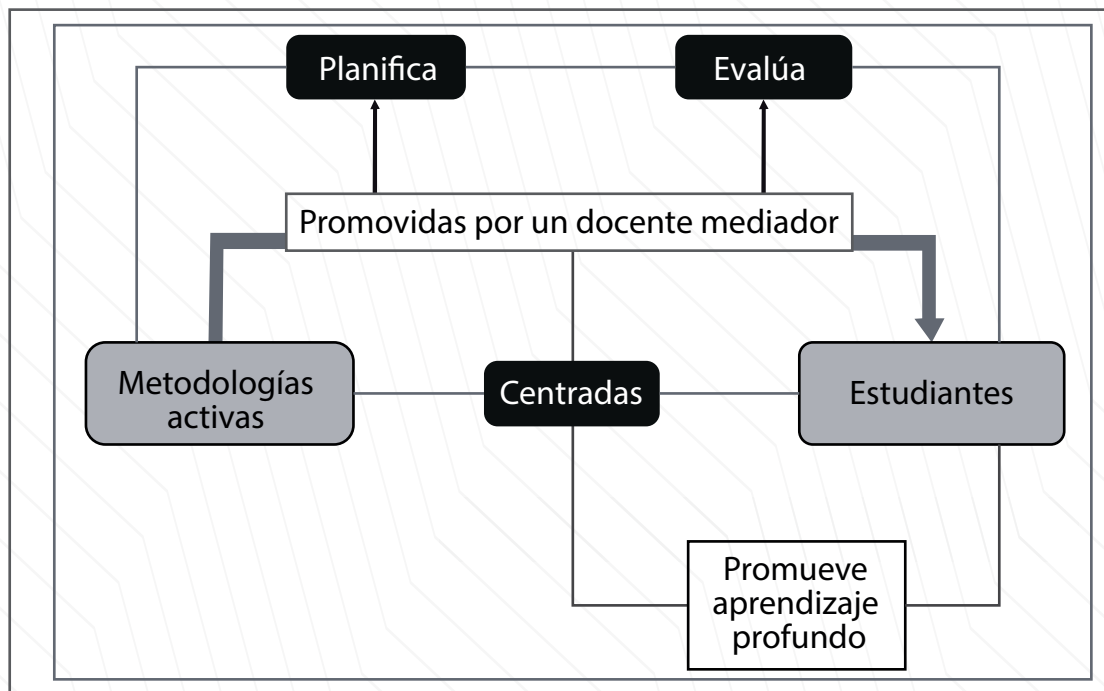 Planifica
Evalúa
Promovidas por un docente mediador
Metodologías
activas
Centradas
Estudiantes
Promueve
aprendizaje
profundo